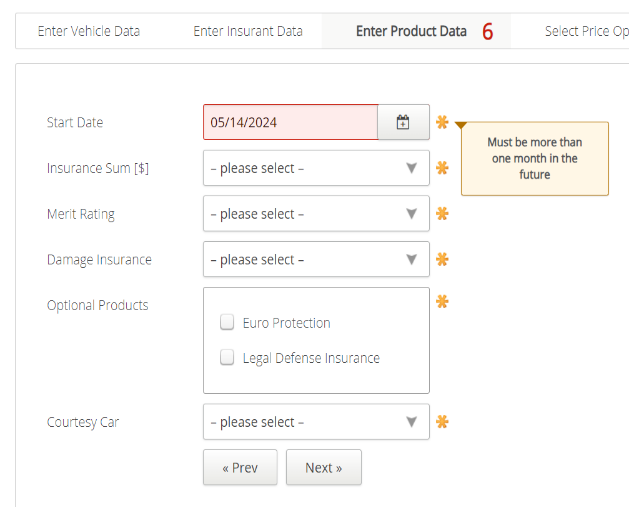 Enter Vehicle Data Enter Insurant Data Enter Product Data 6 Select Price Op
Start Date 05/14/2024
Must be more than
one month in the
future
Insurance Sum [$] – please select –
Merit Rating – please select –
Damage Insurance – please select –
Optional Products
Euro Protection
Legal Defense Insurance
Courtesy Car – please select –
« Prev Next »